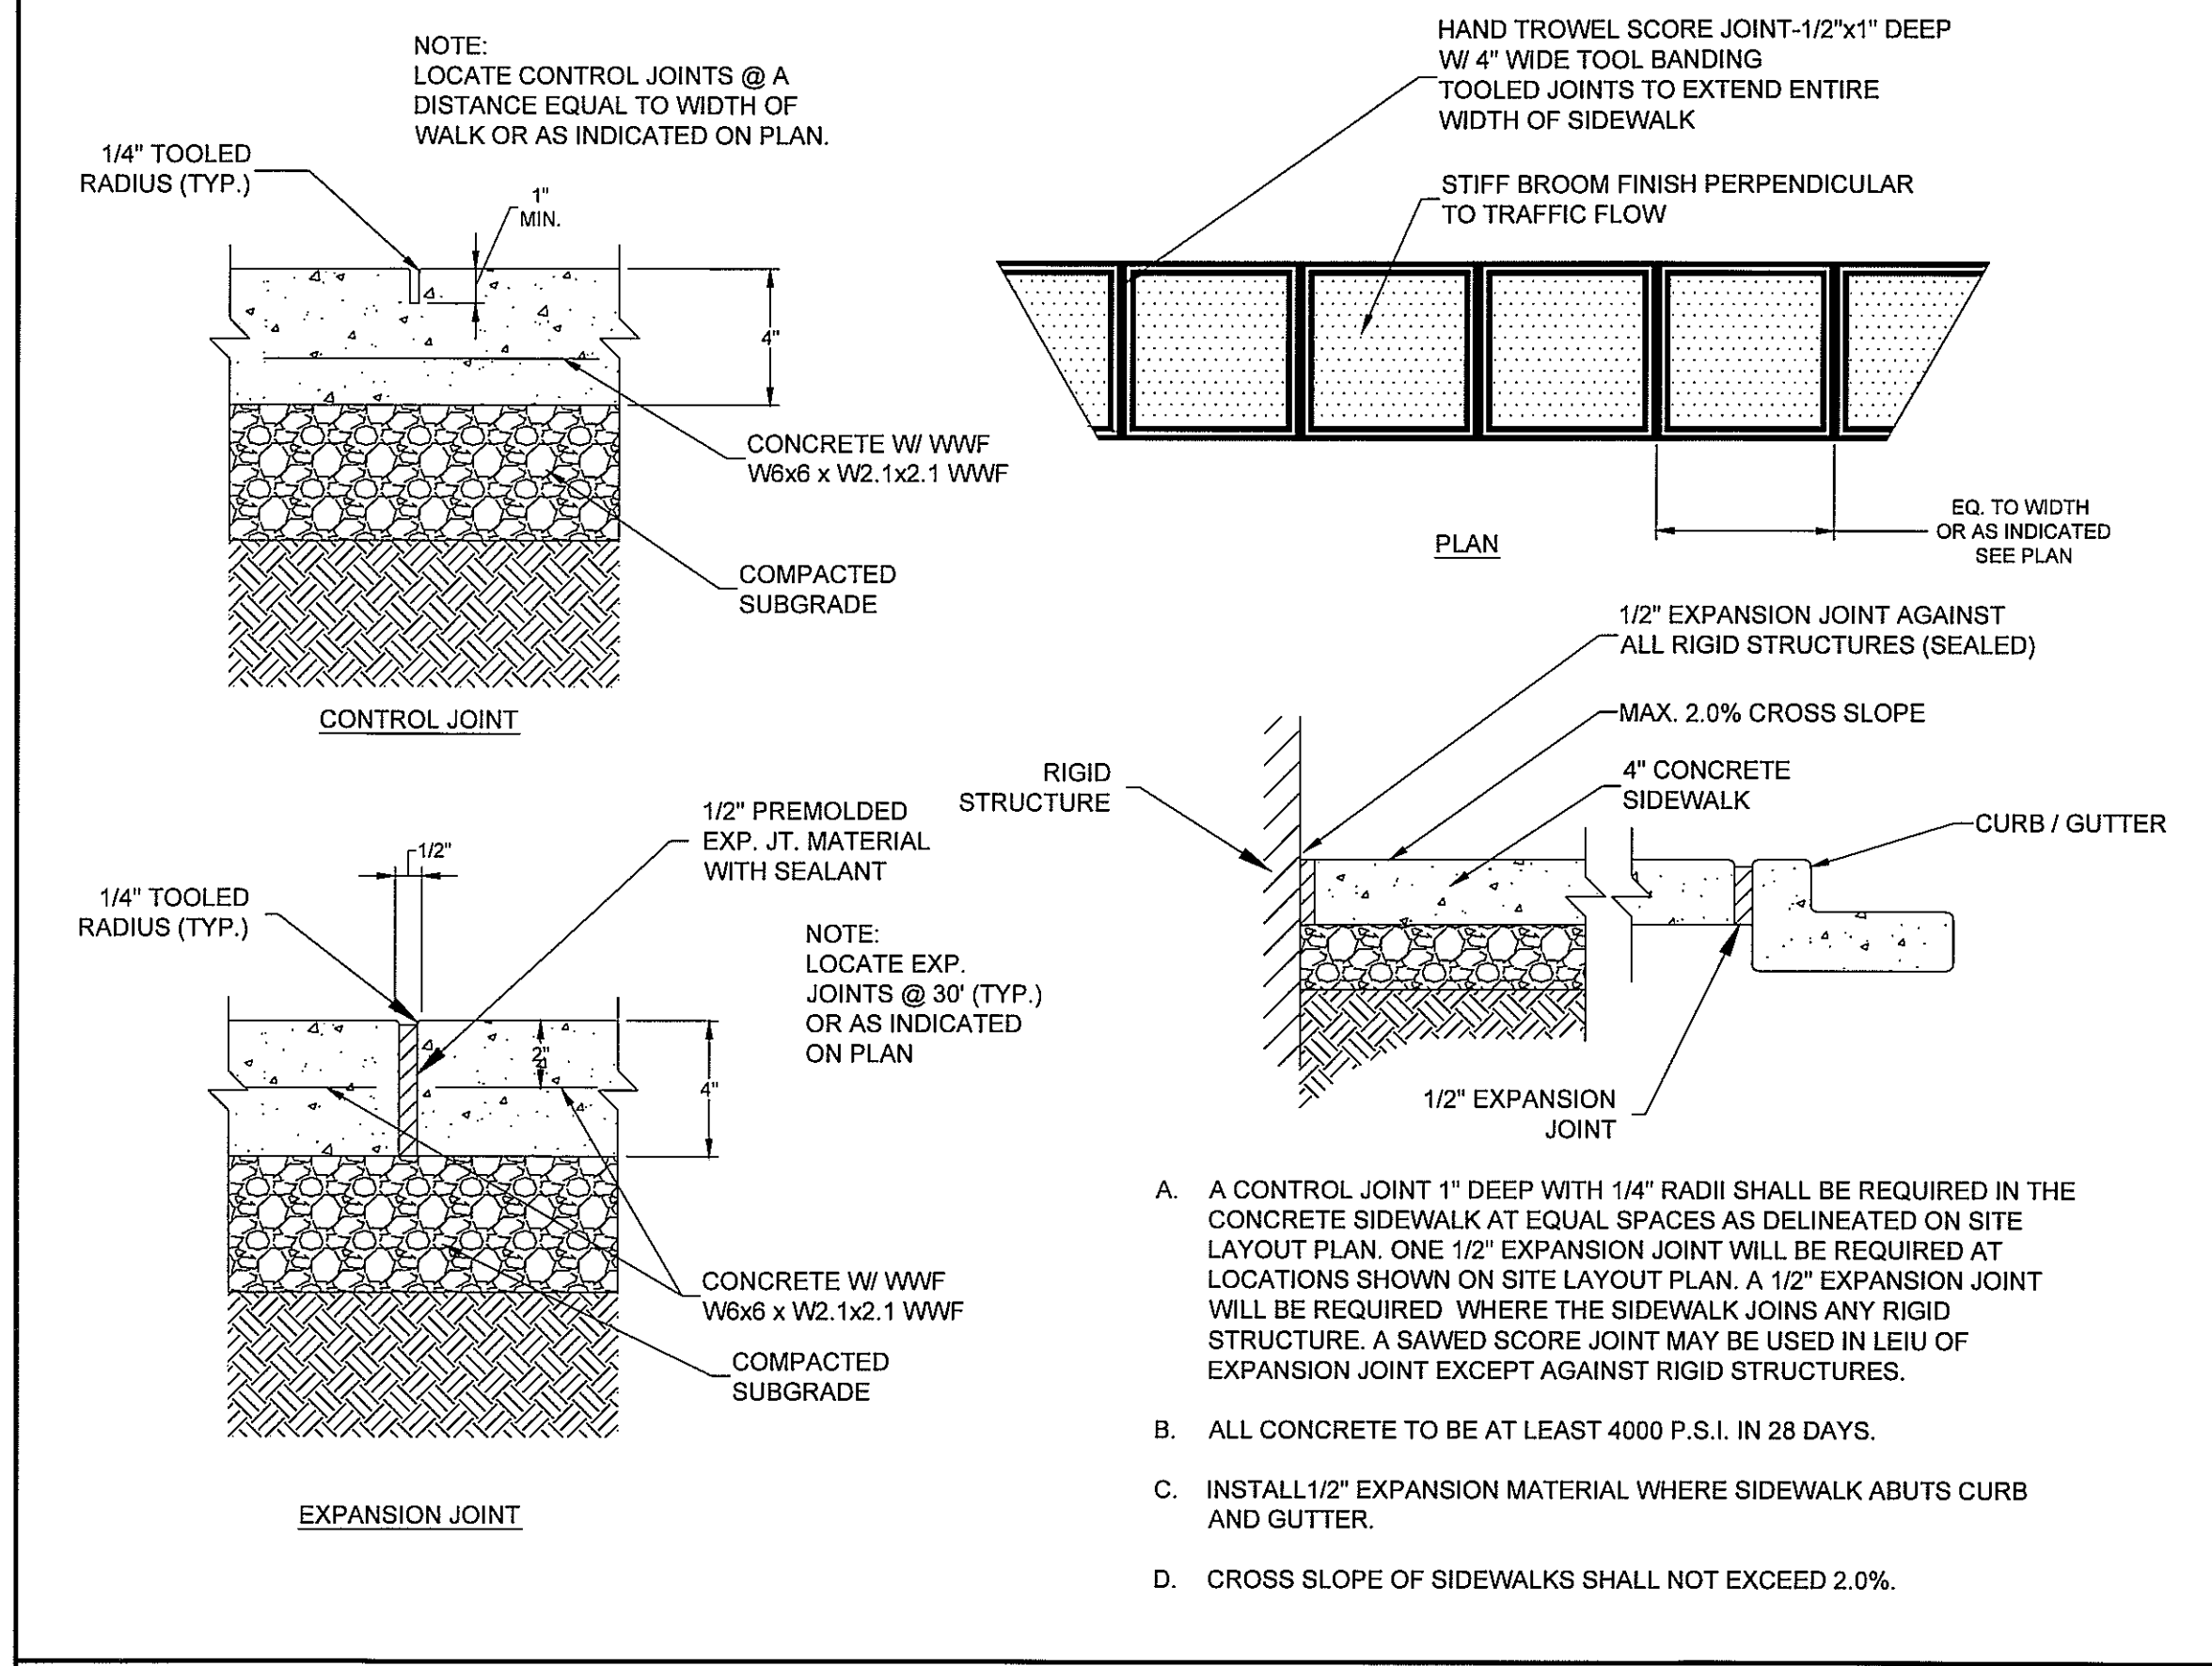 NOTE:
LOCATE CONTROL JOINTS @ A
DISTANCE EQUAL TO WIDTH OF
WALK OR AS INDICATED ON PLAN.
1/4" TOOLED
RADIUS (TYP.)
1"
MIN.
4"
CONCRETE W/ WWF
W6x6 x W2.1x2.1 WWF
COMPACTED
SUBGRADE
CONTROL JOINT
HAND TROWEL SCORE JOINT-1/2"x1" DEEP
W/ 4" WIDE TOOL BANDING
TOOLED JOINTS TO EXTEND ENTIRE
WIDTH OF SIDEWALK
STIFF BROOM FINISH PERPENDICULAR
TO TRAFFIC FLOW
EQ. TO WIDTH
OR AS INDICATED
SEE PLAN
PLAN
1/2" EXPANSION JOINT AGAINST
ALL RIGID STRUCTURES (SEALED)
MAX. 2.0% CROSS SLOPE
RIGID
STRUCTURE
4" CONCRETE
SIDEWALK
CURB / GUTTER
1/2" EXPANSION
JOINT
1/2" PREMOLDED
EXP. JT. MATERIAL
WITH SEALANT
1/2"
1/4" TOOLED
RADIUS (TYP.)
NOTE:
LOCATE EXP.
JOINTS @ 30' (TYP.)
OR AS INDICATED
ON PLAN
2"
4"
CONCRETE W/ WWF
W6x6 x W2.1x2.1 WWF
COMPACTED
SUBGRADE
EXPANSION JOINT
A. A CONTROL JOINT 1" DEEP WITH 1/4" RADII SHALL BE REQUIRED IN THE
CONCRETE SIDEWALK AT EQUAL SPACES AS DELINEATED ON SITE
LAYOUT PLAN. ONE 1/2" EXPANSION JOINT WILL BE REQUIRED AT
LOCATIONS SHOWN ON SITE LAYOUT PLAN. A 1/2" EXPANSION JOINT
WILL BE REQUIRED WHERE THE SIDEWALK JOINS ANY RIGID
STRUCTURE. A SAWED SCORE JOINT MAY BE USED IN LEIU OF
EXPANSION JOINT EXCEPT AGAINST RIGID STRUCTURES.
B. ALL CONCRETE TO BE AT LEAST 4000 P.S.I. IN 28 DAYS.
C. INSTALL1/2" EXPANSION MATERIAL WHERE SIDEWALK ABUTS CURB
AND GUTTER.
D. CROSS SLOPE OF SIDEWALKS SHALL NOT EXCEED 2.0%.